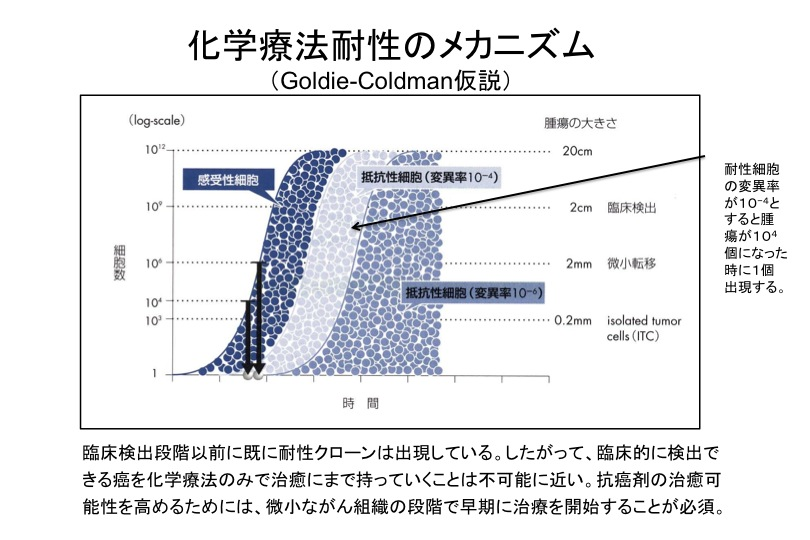 化学療法耐性のメカニズム
（Goldie-Coldman仮説）
（log-scale）
腫瘍の大きさ
10¹²
20cm
感受性細胞
抵抗性細胞（変異率10⁻⁴）
耐性細胞
の変異率
が10⁻⁴と
すると腫
瘍が10⁴
個になった
時に1個
出現する。
10⁹
2cm 臨床検出
細胞数
10⁶
2mm 微小転移
抵抗性細胞（変異率10⁻⁶）
10⁴
10³
0.2mm isolated tumor
cells（ITC）
1
時 間
臨床検出段階以前に既に耐性クローンは出現している。したがって、臨床的に検出で
きる癌を化学療法のみで治癒にまで持っていくことは不可能に近い。抗癌剤の治癒可
能性を高めるためには、微小ながん組織の段階で早期に治療を開始することが必須。